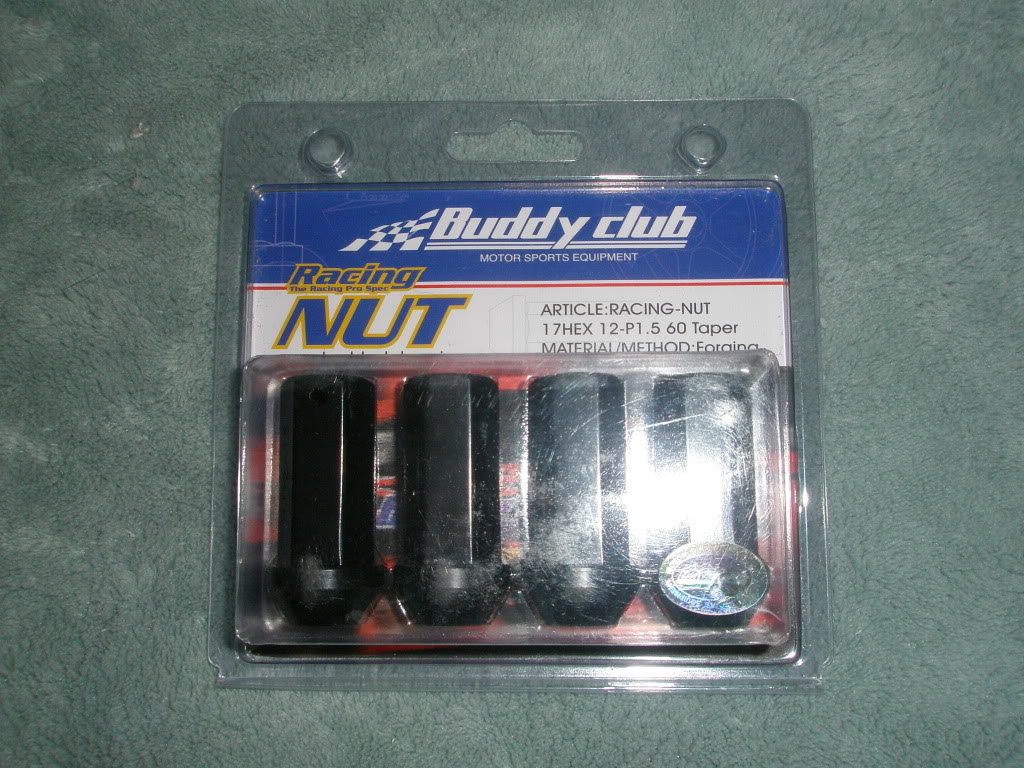 Buddy club
MOTOR SPORTS EQUIPMENT
Racing
The Racing Pro Spec
NUT
ARTICLE:RACING-NUT
17HEX 12-P1.5 60 Taper
MATERIAL/METHOD:Forging